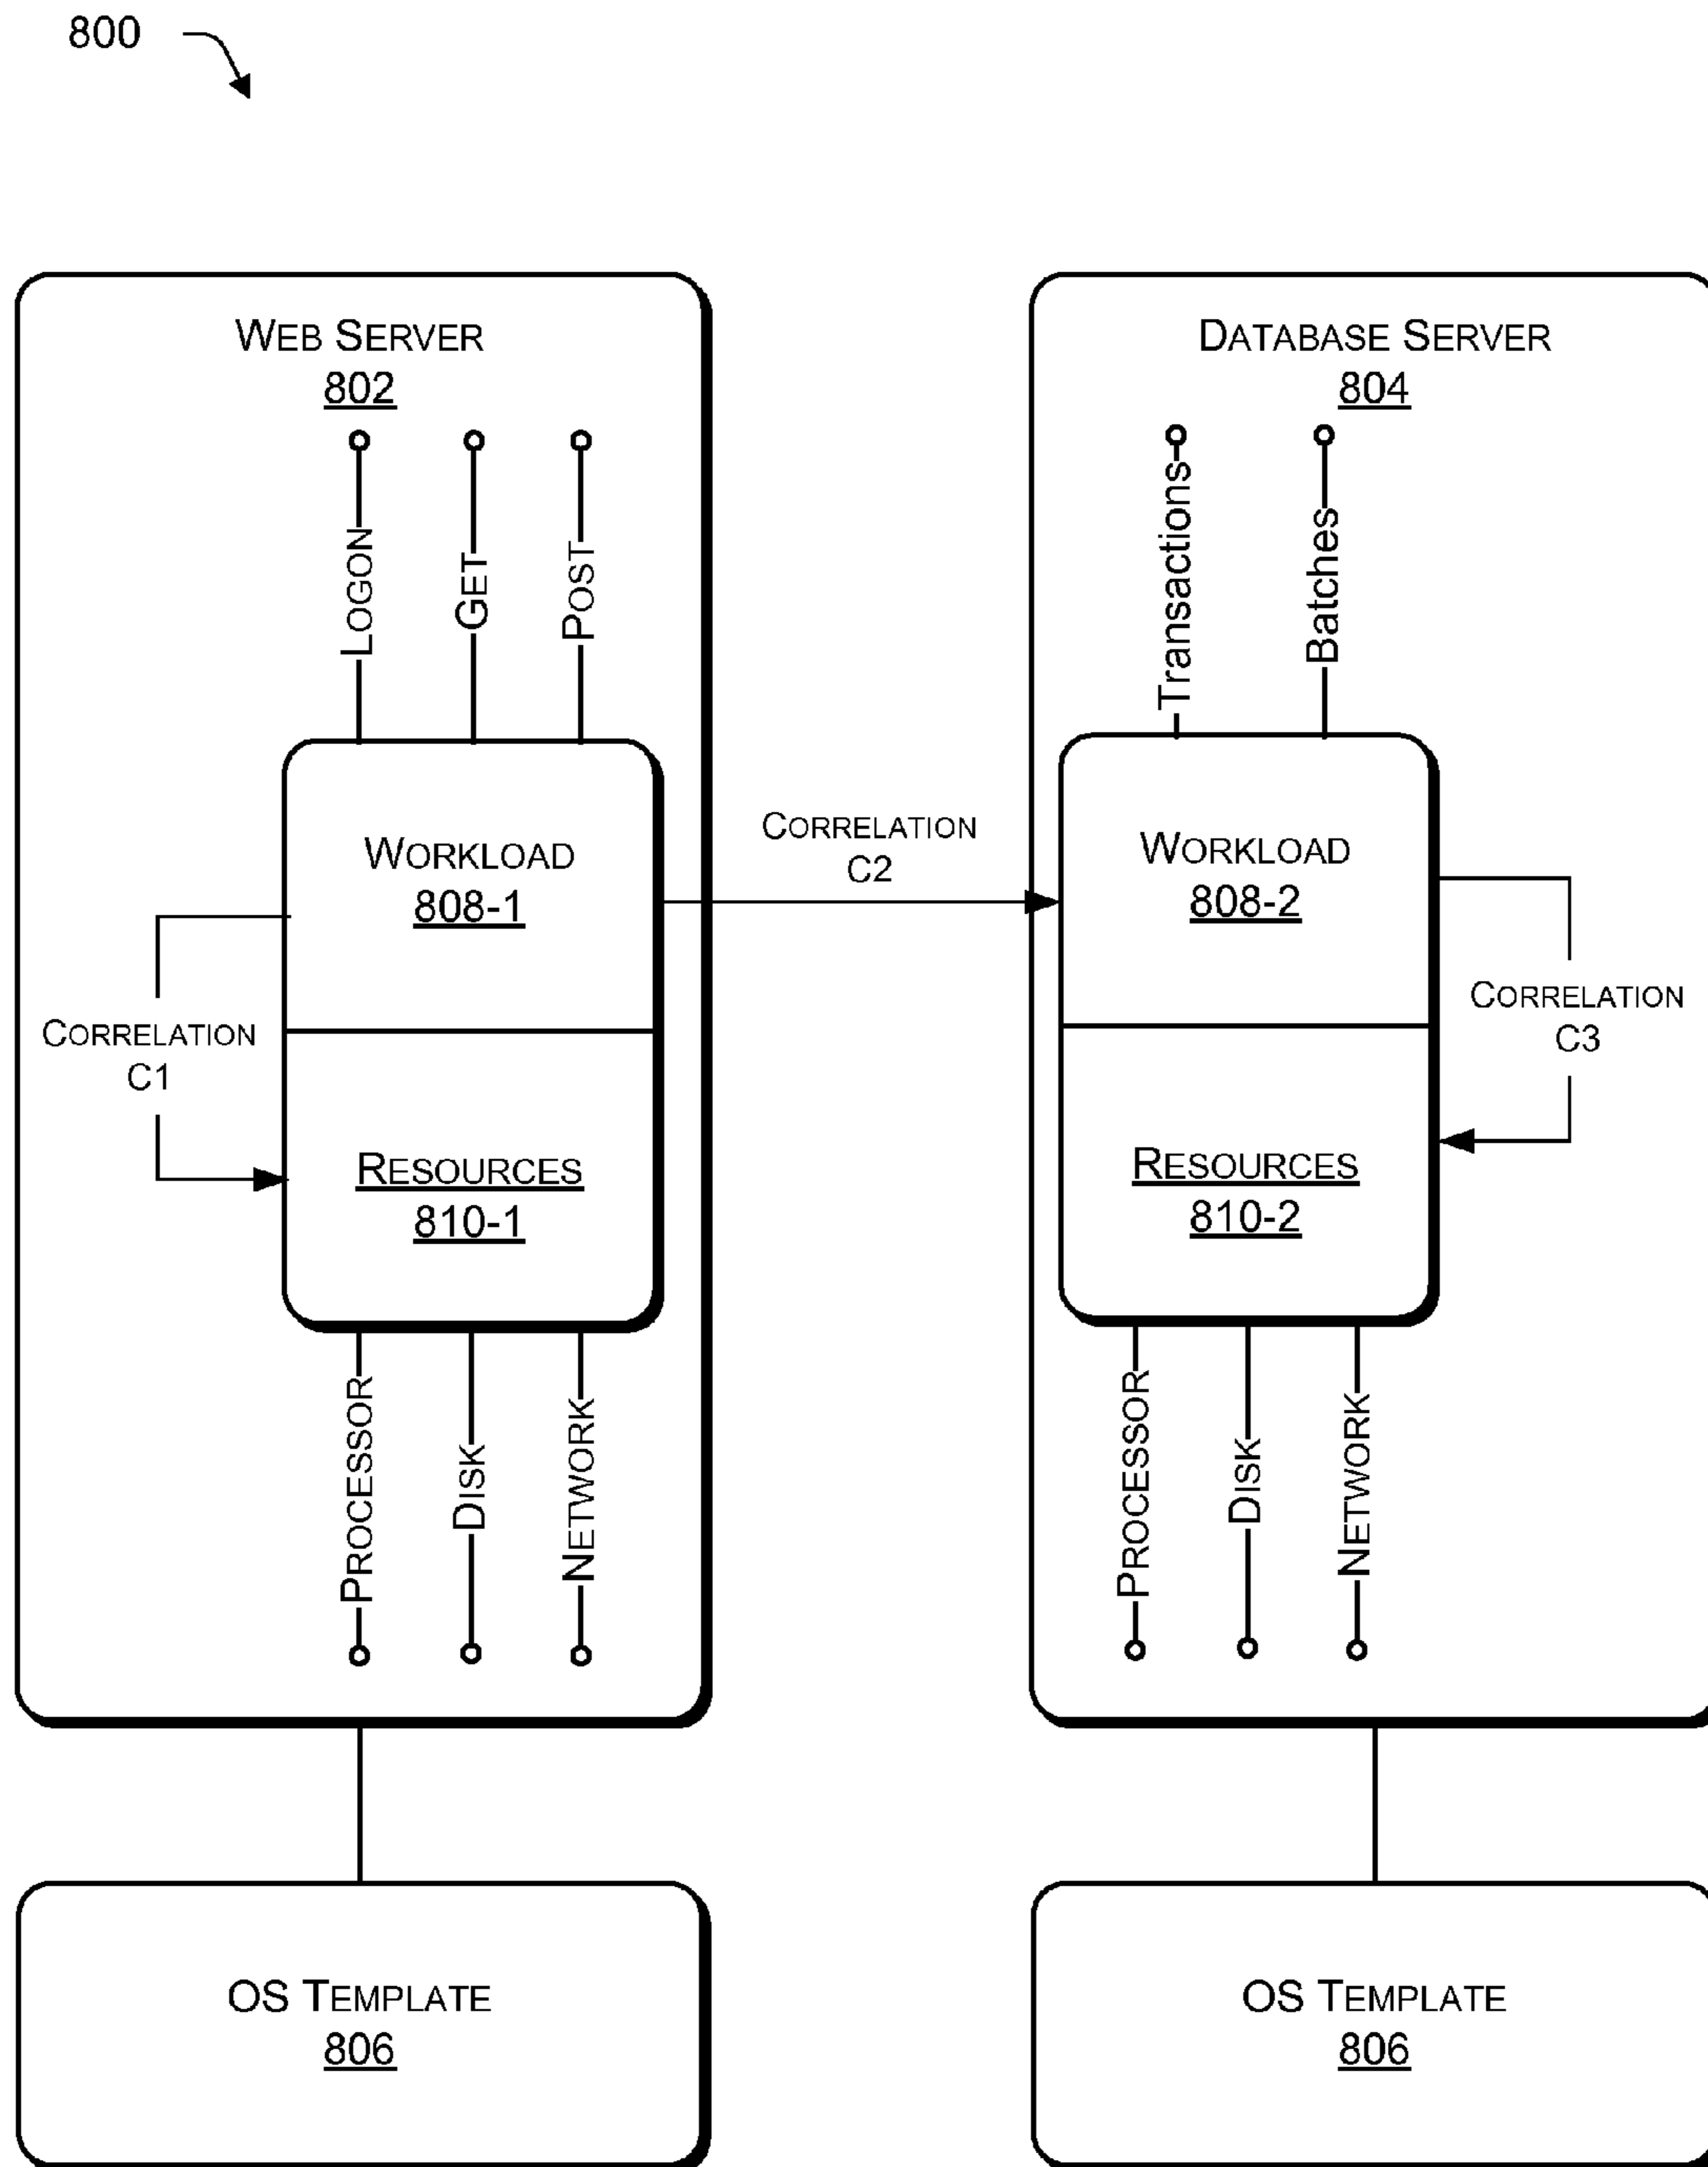 800
WEB SERVER
802
LOGON
GET
POST
WORKLOAD
808-1
CORRELATION
C1
RESOURCES
810-1
PROCESSOR
DISK
NETWORK
CORRELATION
C2
DATABASE SERVER
804
Transactions
Batches
WORKLOAD
808-2
CORRELATION
C3
RESOURCES
810-2
PROCESSOR
DISK
NETWORK
OS TEMPLATE
806
OS TEMPLATE
806